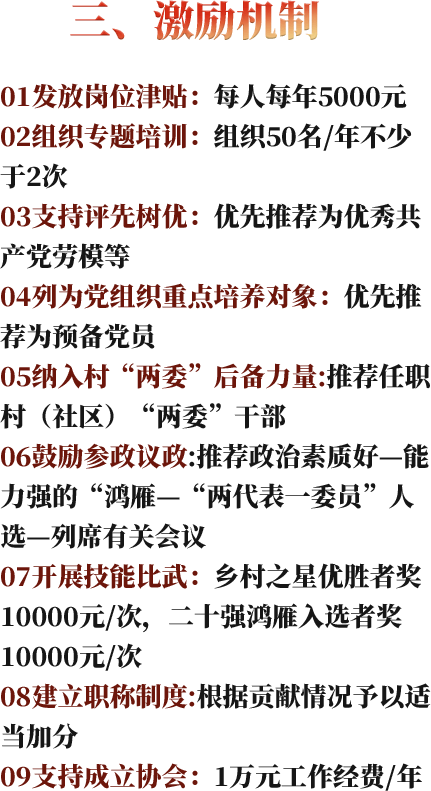 三、激励机制
01发放岗位津贴：每人每年5000元
02组织专题培训：组织50名/年不少
于2次
03支持评先树优：优先推荐为优秀共
产党劳模等
04列为党组织重点培养对象：优先推
荐为预备党员
05纳入村“两委”后备力量:推荐任职
村（社区）“两委”干部
06鼓励参政议政:推荐政治素质好—能
力强的“鸿雁—“两代表一委员”人
选—列席有关会议
07开展技能比武：乡村之星优胜者奖
10000元/次，二十强鸿雁入选者奖
10000元/次
08建立职称制度:根据贡献情况予以适
当加分
09支持成立协会：1万元工作经费/年